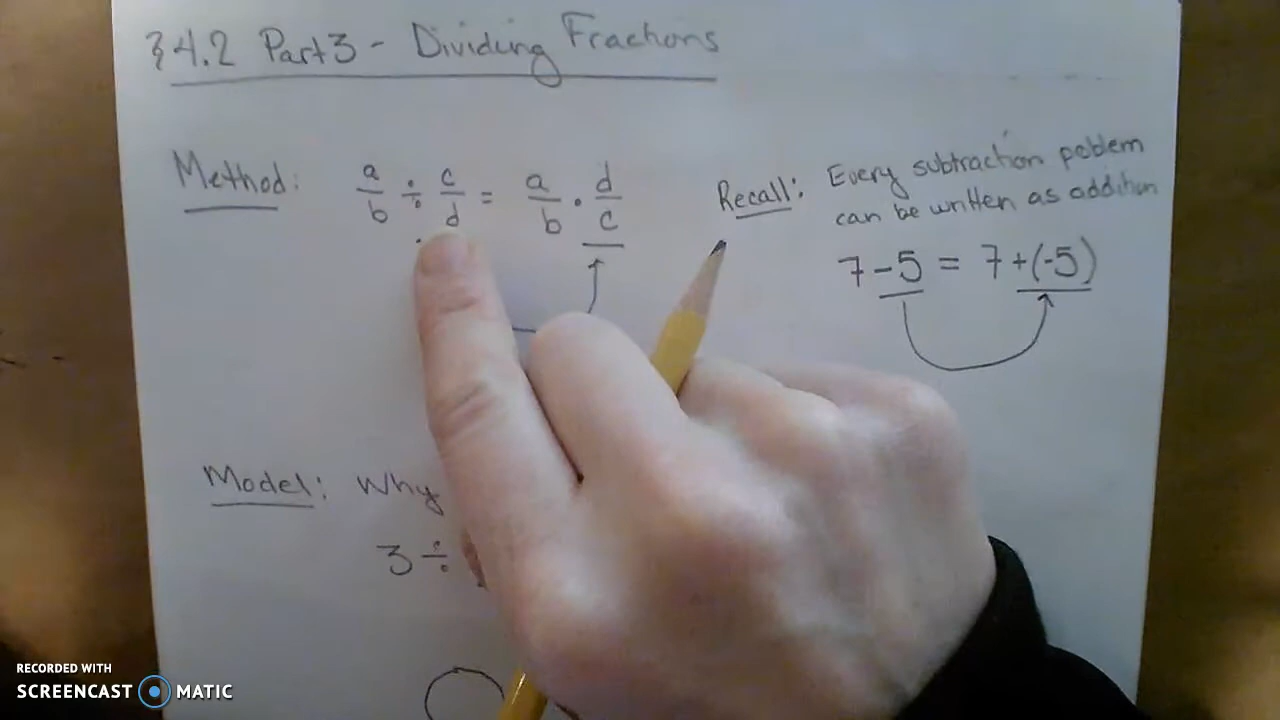 §4.2 Part 3 - Dividing Fractions
Method: a/b ÷ c/d = a/b · d/c
Recall: Every subtraction poblem
can be written as addition
7 - 5 = 7 + (-5)
Model: Why
3 ÷
RECORDED WITH
SCREENCAST O MATIC